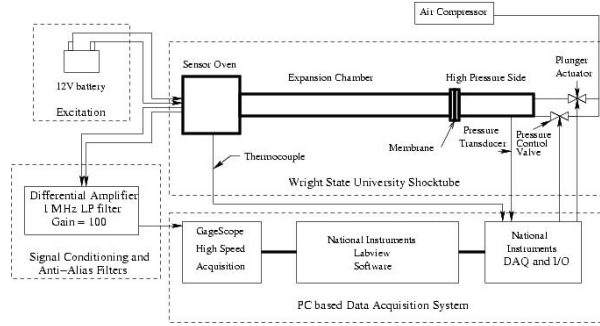 Air Compressor
Sensor Oven
Expansion Chamber
High Pressure Side
Plunger
Actuator
12V battery
Excitation
Membrane
Pressure
Transducer
Pressure
Control
Valve
Thermocouple
Wright State University Shocktube
Differential Amplifier
1 MHz LP filter
Gain = 100
Signal Conditioning and
Anti-Alias Filters
GageScope
High Speed
Acquisition
National Instruments
Labview
Software
National
Instruments
DAQ and I/O
PC based Data Acquisition System